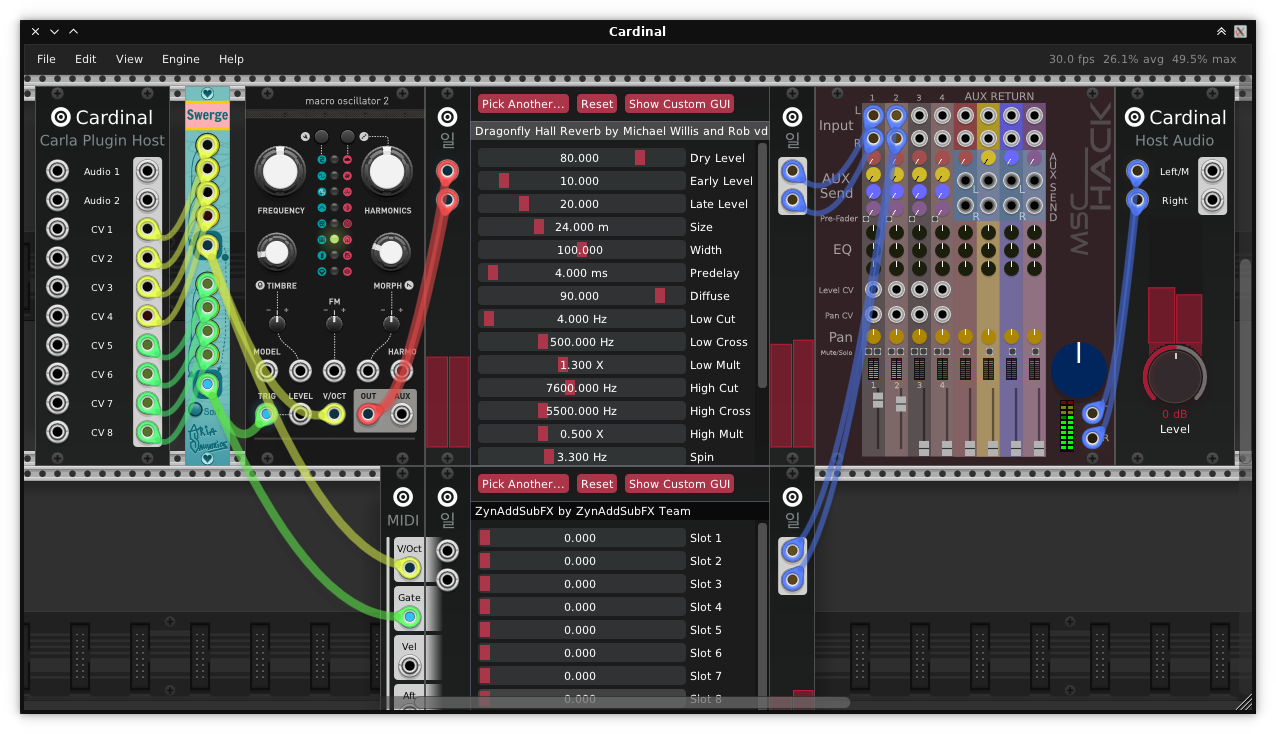 Cardinal
File Edit View Engine Help
30.0 fps 26.1% avg 49.5% max
Cardinal
Carla Plugin Host
Audio 1
Audio 2
CV 1
CV 2
CV 3
CV 4
CV 5
CV 6
CV 7
CV 8
Swerge
macro oscillator 2
FREQUENCY
HARMONICS
TIMBRE
FM
MORPH
MODEL
HARMO
TRIG
LEVEL
V/OCT
OUT
AUX
일
Pick Another...
Reset
Show Custom GUI
Dragonfly Hall Reverb by Michael Willis and Rob vd
80.000 Dry Level
10.000 Early Level
20.000 Late Level
24.000 m Size
100.000 Width
4.000 ms Predelay
90.000 Diffuse
4.000 Hz Low Cut
500.000 Hz Low Cross
1.300 X Low Mult
7600.000 Hz High Cut
5500.000 Hz High Cross
0.500 X High Mult
3.300 Hz Spin
일
1 2 3 4
AUX RETURN
L
Input
R
AUX
Send
AUX SEND
L
L
R
R
Pre-Fader
EQ
Level CV
Pan CV
Pan
Mute/Solo
1 2 3 4
MSC HACK
R
Cardinal
Host Audio
Left/M
Right
0 dB
Level
MIDI
V/Oct
Gate
Vel
Aft
일
Pick Another...
Reset
Show Custom GUI
ZynAddSubFX by ZynAddSubFX Team
0.000 Slot 1
0.000 Slot 2
0.000 Slot 3
0.000 Slot 4
0.000 Slot 5
0.000 Slot 6
0.000 Slot 7
0.000 Slot 8
일